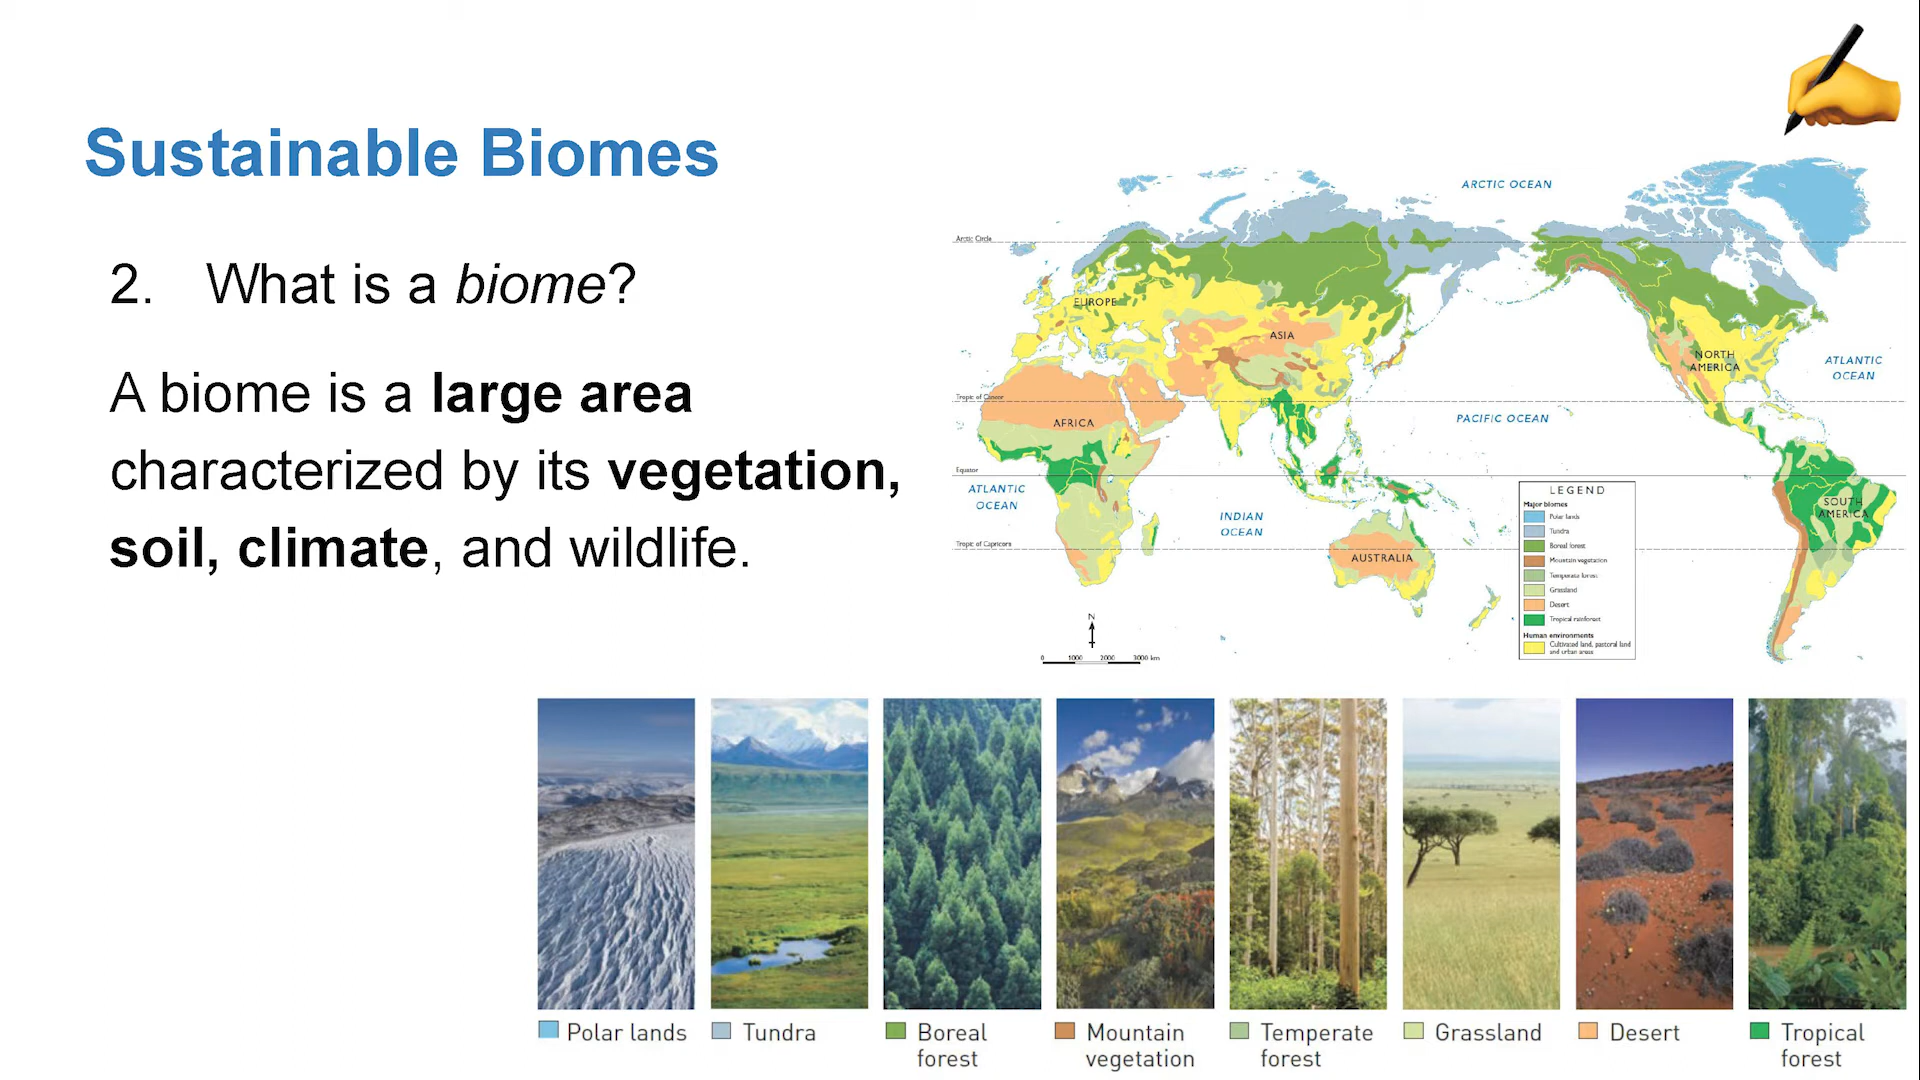 Sustainable Biomes
2. What is a biome?
A biome is a large area
characterized by its vegetation,
soil, climate, and wildlife.
ARCTIC OCEAN
Arctic Circle
EUROPE
ASIA
NORTH
AMERICA
ATLANTIC
OCEAN
Tropic of Cancer
AFRICA
PACIFIC OCEAN
Equator
ATLANTIC
OCEAN
INDIAN
OCEAN
SOUTH
AMERICA
Tropic of Capricorn
AUSTRALIA
LEGEND
Major biomes
Polar lands
Tundra
Boreal forest
Mountain vegetation
Temperate forest
Grassland
Desert
Tropical rainforest
Human environments
Cultivated land, pastoral land
and urban areas
N
0 1000 2000 3000 km
Polar lands
Tundra
Boreal
forest
Mountain
vegetation
Temperate
forest
Grassland
Desert
Tropical
forest